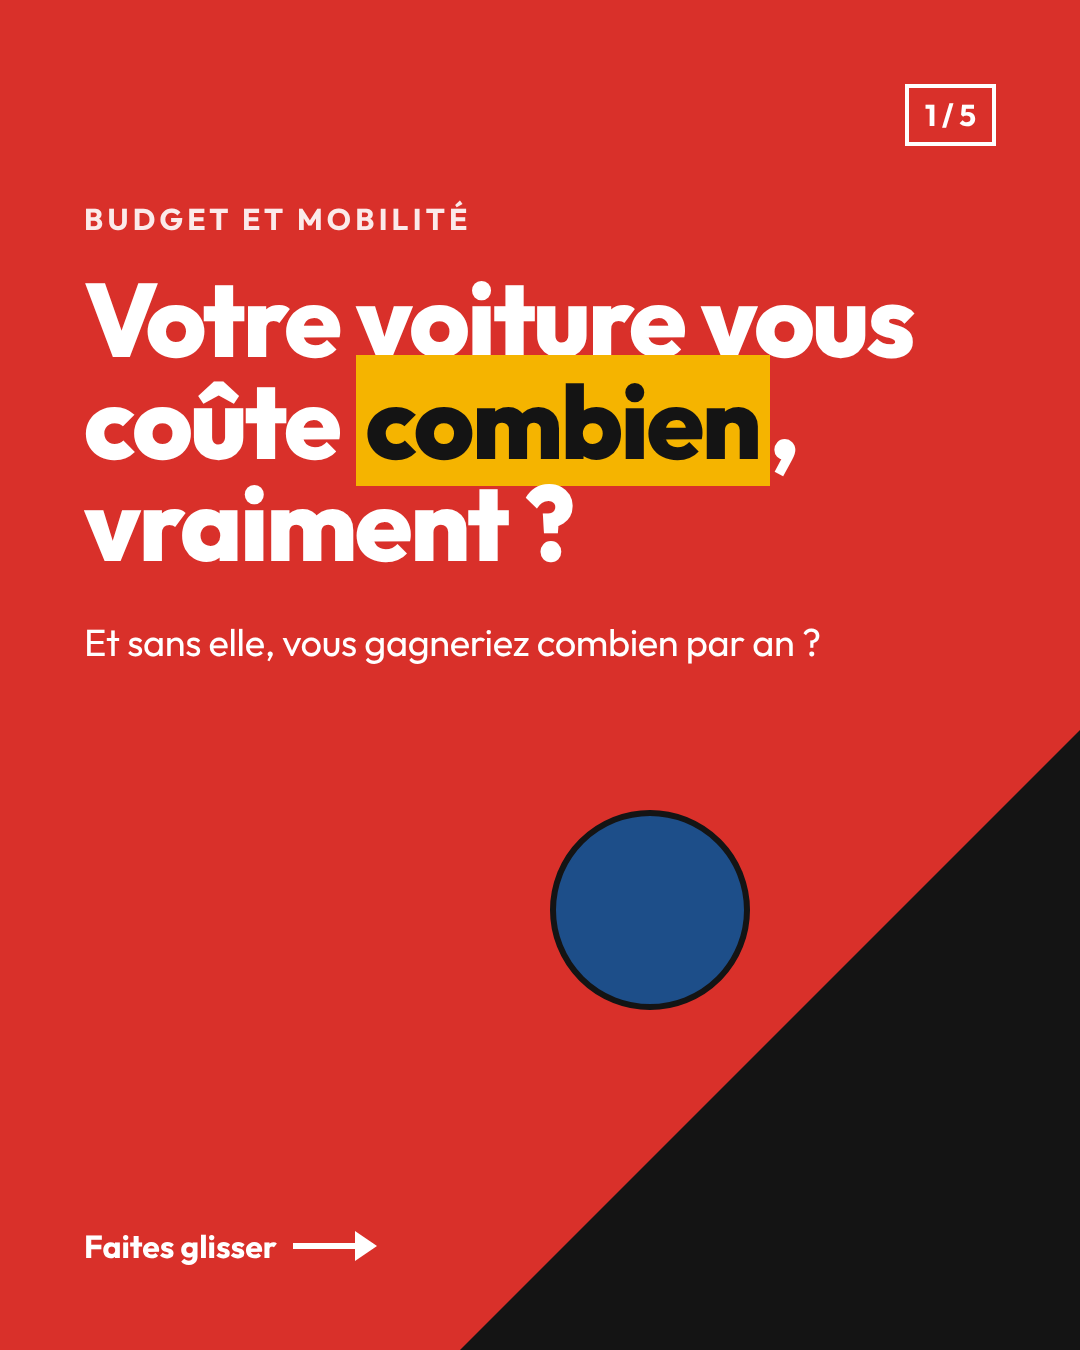 1/5
BUDGET ET MOBILITÉ
Votre voiture vous
coûte combien,
vraiment ?
Et sans elle, vous gagneriez combien par an ?
Faites glisser